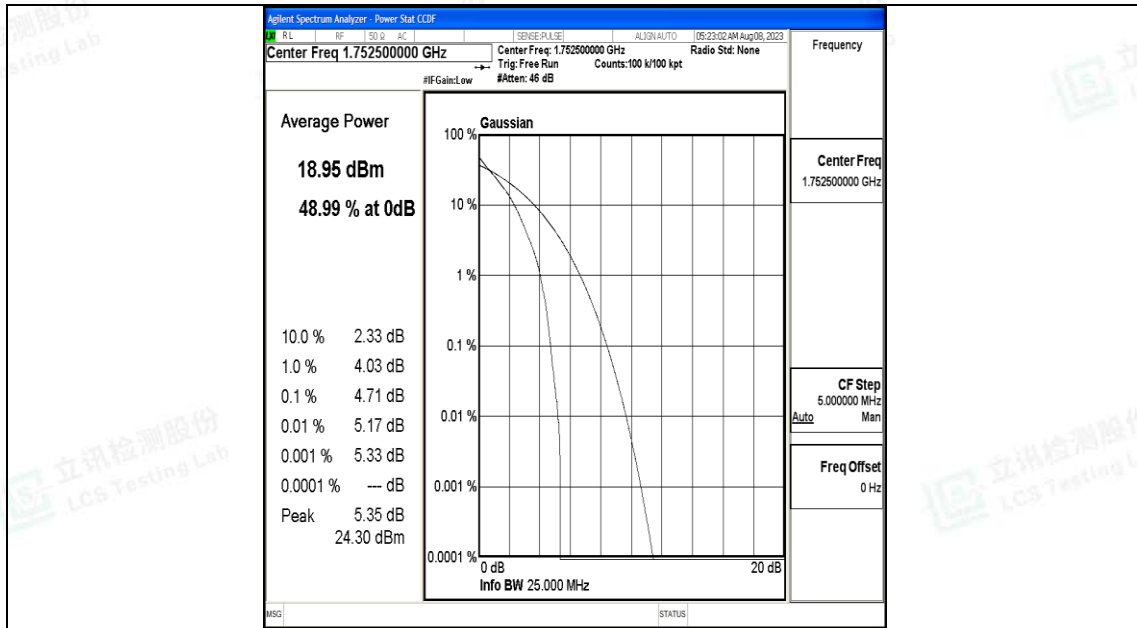 Agilent Spectrum Analyzer - Power Stat CCDF
LXI RL RF 50 Ω AC SENSE:PULSE ALIGN AUTO 05:23:02 AM Aug 08, 2023
Center Freq 1.752500000 GHz
Center Freq: 1.752500000 GHz Radio Std: None
Trig: Free Run Counts:100 k/100 kpt
#IFGain:Low #Atten: 46 dB
Frequency
Average Power
18.95 dBm
48.99 % at 0dB
10.0 % 2.33 dB
1.0 % 4.03 dB
0.1 % 4.71 dB
0.01 % 5.17 dB
0.001 % 5.33 dB
0.0001 % --- dB
Peak 5.35 dB
24.30 dBm
Gaussian
100 %
10 %
1 %
0.1 %
0.01 %
0.001 %
0.0001 %
0 dB 20 dB
Info BW 25.000 MHz
Center Freq
1.752500000 GHz
CF Step
5.000000 MHz
Auto Man
Freq Offset
0 Hz
MSG STATUS
立讯检测股份
LCS Testing Lab
立讯检测股份
LCS Testing L